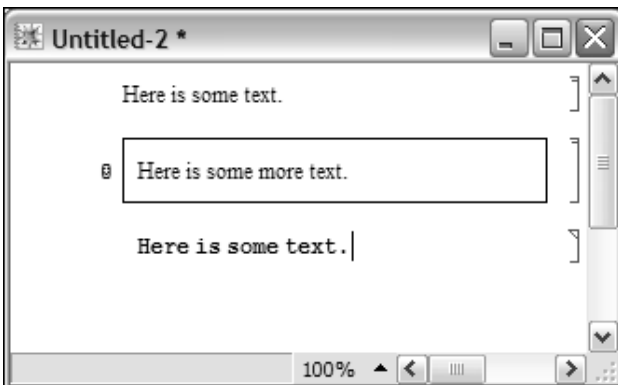 Untitled-2 *
Here is some text.
0 Here is some more text.
Here is some text.
100%